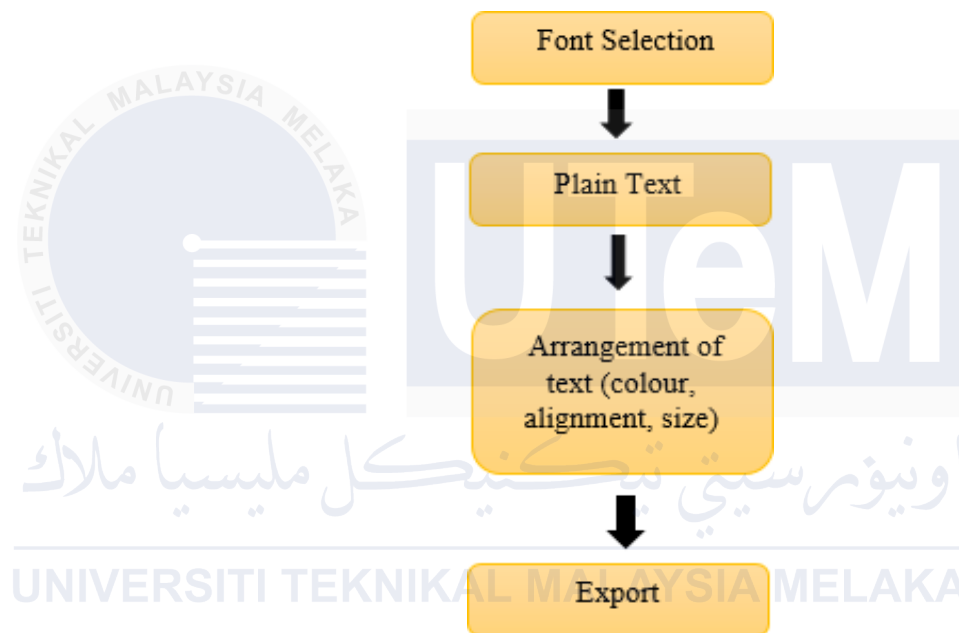 Font Selection
UNIVERSITI TEKNIKAL MALAYSIA MELAKA
Plain Text
UTeM
Arrangement of
text (colour,
alignment, size)
اونيۏرسيتي تيکنيکل مليسيا ملاك
UNIVERSITI TEKNIKAL MALAYSIA MELAKA
Export